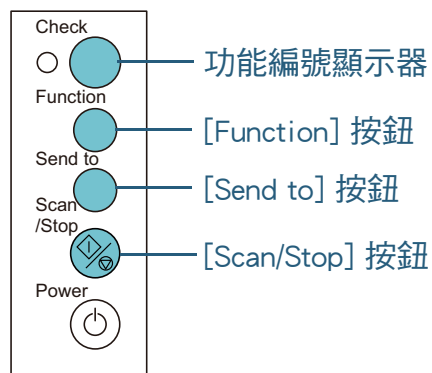 Check
功能編號顯示器
Function
[Function] 按鈕
Send to
[Send to] 按鈕
Scan
/Stop
[Scan/Stop] 按鈕
Power